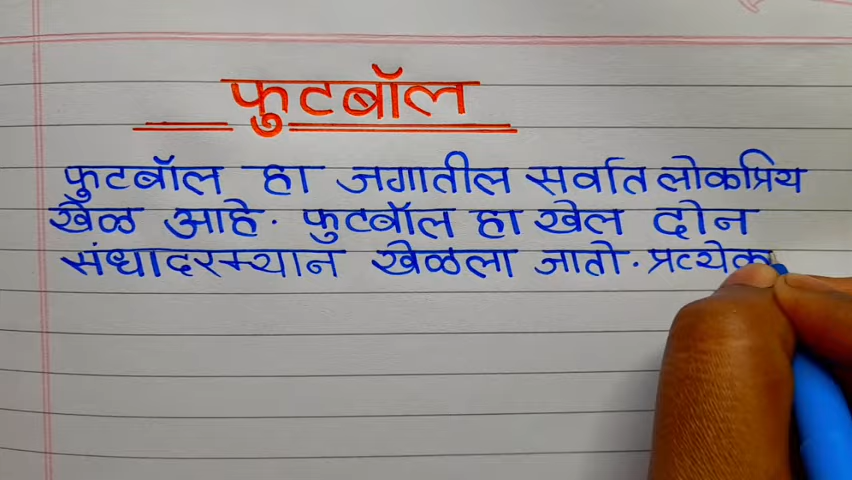 फुटबॉल
फुटबॉल हा जगातील सर्वात लोकप्रिय
खेळ आहे. फुटबॉल हा खेल दोन
संघादरम्यान खेळला जातो. प्रत्येक